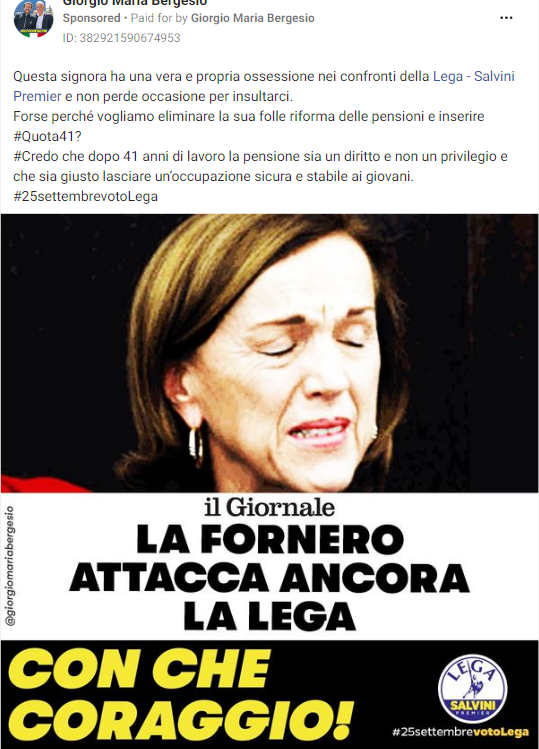 Giorgio Maria Bergesio
Sponsored • Paid for by Giorgio Maria Bergesio
ID: 382921590674953
Questa signora ha una vera e propria ossessione nei confronti della Lega - Salvini
Premier e non perde occasione per insultarci.
Forse perché vogliamo eliminare la sua folle riforma delle pensioni e inserire
#Quota41?
#Credo che dopo 41 anni di lavoro la pensione sia un diritto e non un privilegio e
che sia giusto lasciare un'occupazione sicura e stabile ai giovani.
#25settembrevotoLega
il Giornale
LA FORNERO
ATTACCA ANCORA
LA LEGA
@giorgiomariabergesio
CON CHE
CORAGGIO!
LEGA
SALVINI
PREMIER
#25settembrevotoLega